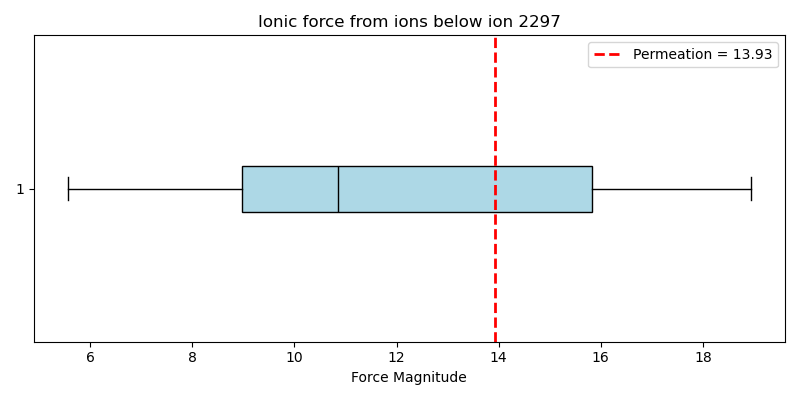 Ionic force from ions below ion 2297
Permeation = 13.93
1
6 8 10 12 14 16 18
Force Magnitude